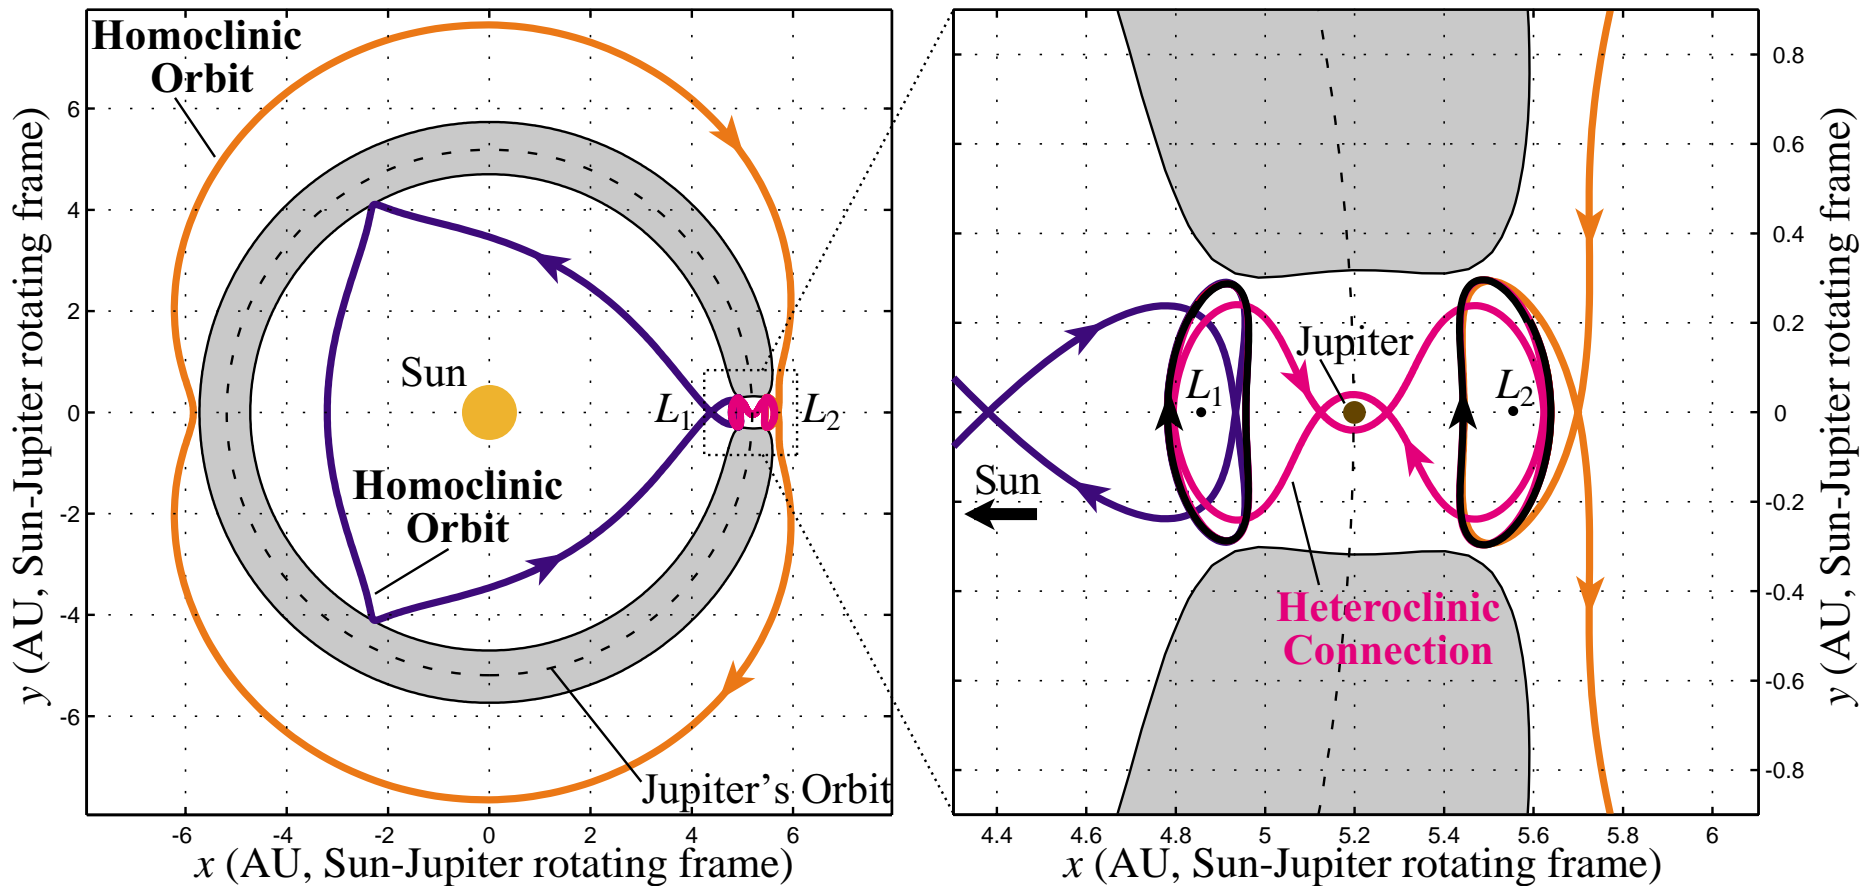 Homoclinic
Orbit
Sun
L1
L2
Homoclinic
Orbit
Jupiter's Orbit
6
4
2
0
-2
-4
-6
-6 -4 -2 0 2 4 6
y (AU, Sun-Jupiter rotating frame)
x (AU, Sun-Jupiter rotating frame)
Jupiter
L1
L2
Sun
Heteroclinic
Connection
0.8
0.6
0.4
0.2
0
-0.2
-0.4
-0.6
-0.8
4.4 4.6 4.8 5 5.2 5.4 5.6 5.8 6
x (AU, Sun-Jupiter rotating frame)
y (AU, Sun-Jupiter rotating frame)